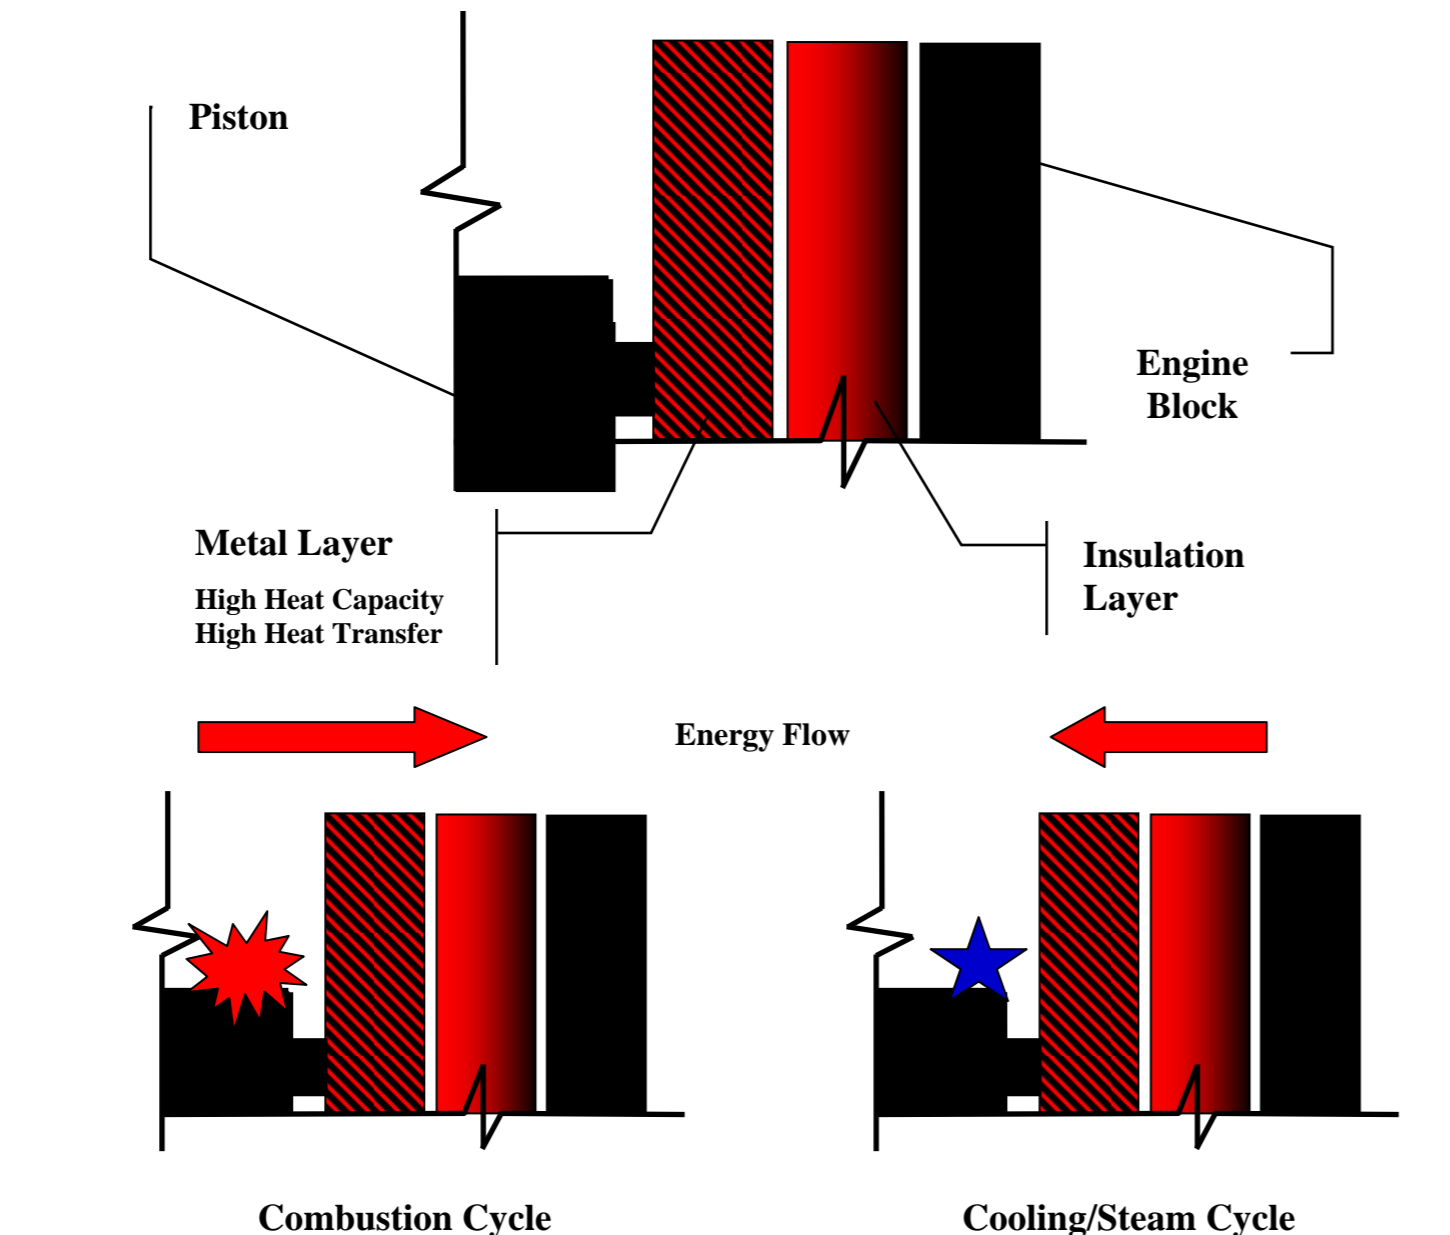 Piston
Engine
Block
Metal Layer
High Heat Capacity
High Heat Transfer
Insulation
Layer
Energy Flow
Combustion Cycle
Cooling/Steam Cycle